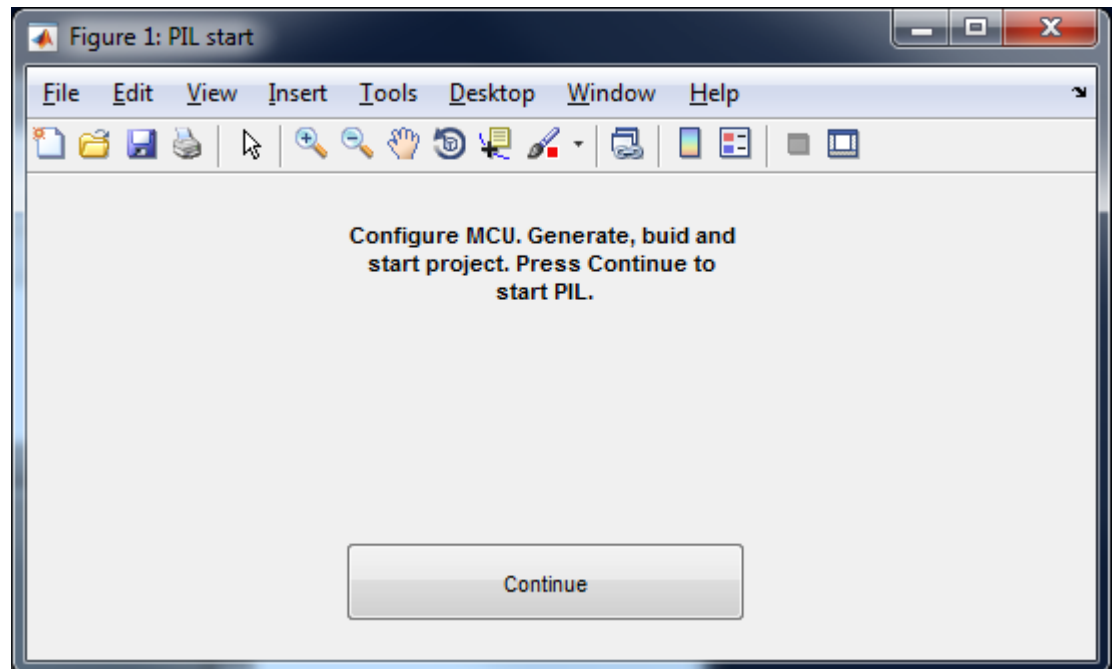 Figure 1: PIL start
File Edit View Insert Tools Desktop Window Help
Configure MCU. Generate, buid and
start project. Press Continue to
start PIL.
Continue